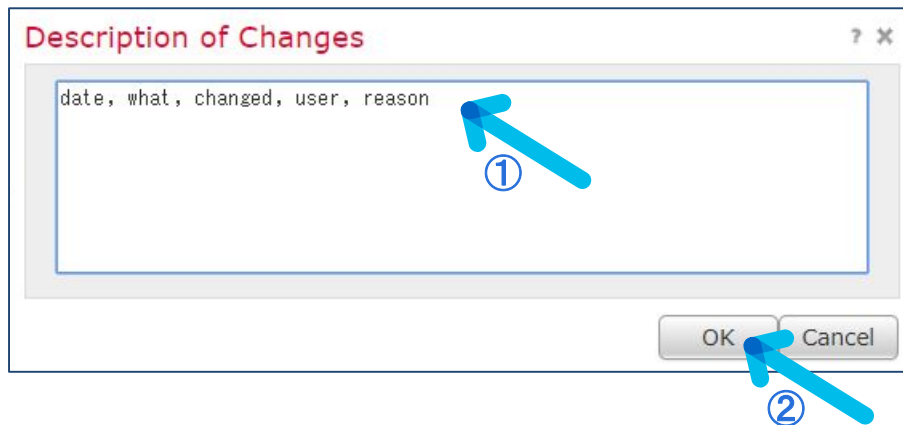 Description of Changes ? ×
date, what, changed, user, reason
①
OK Cancel
②